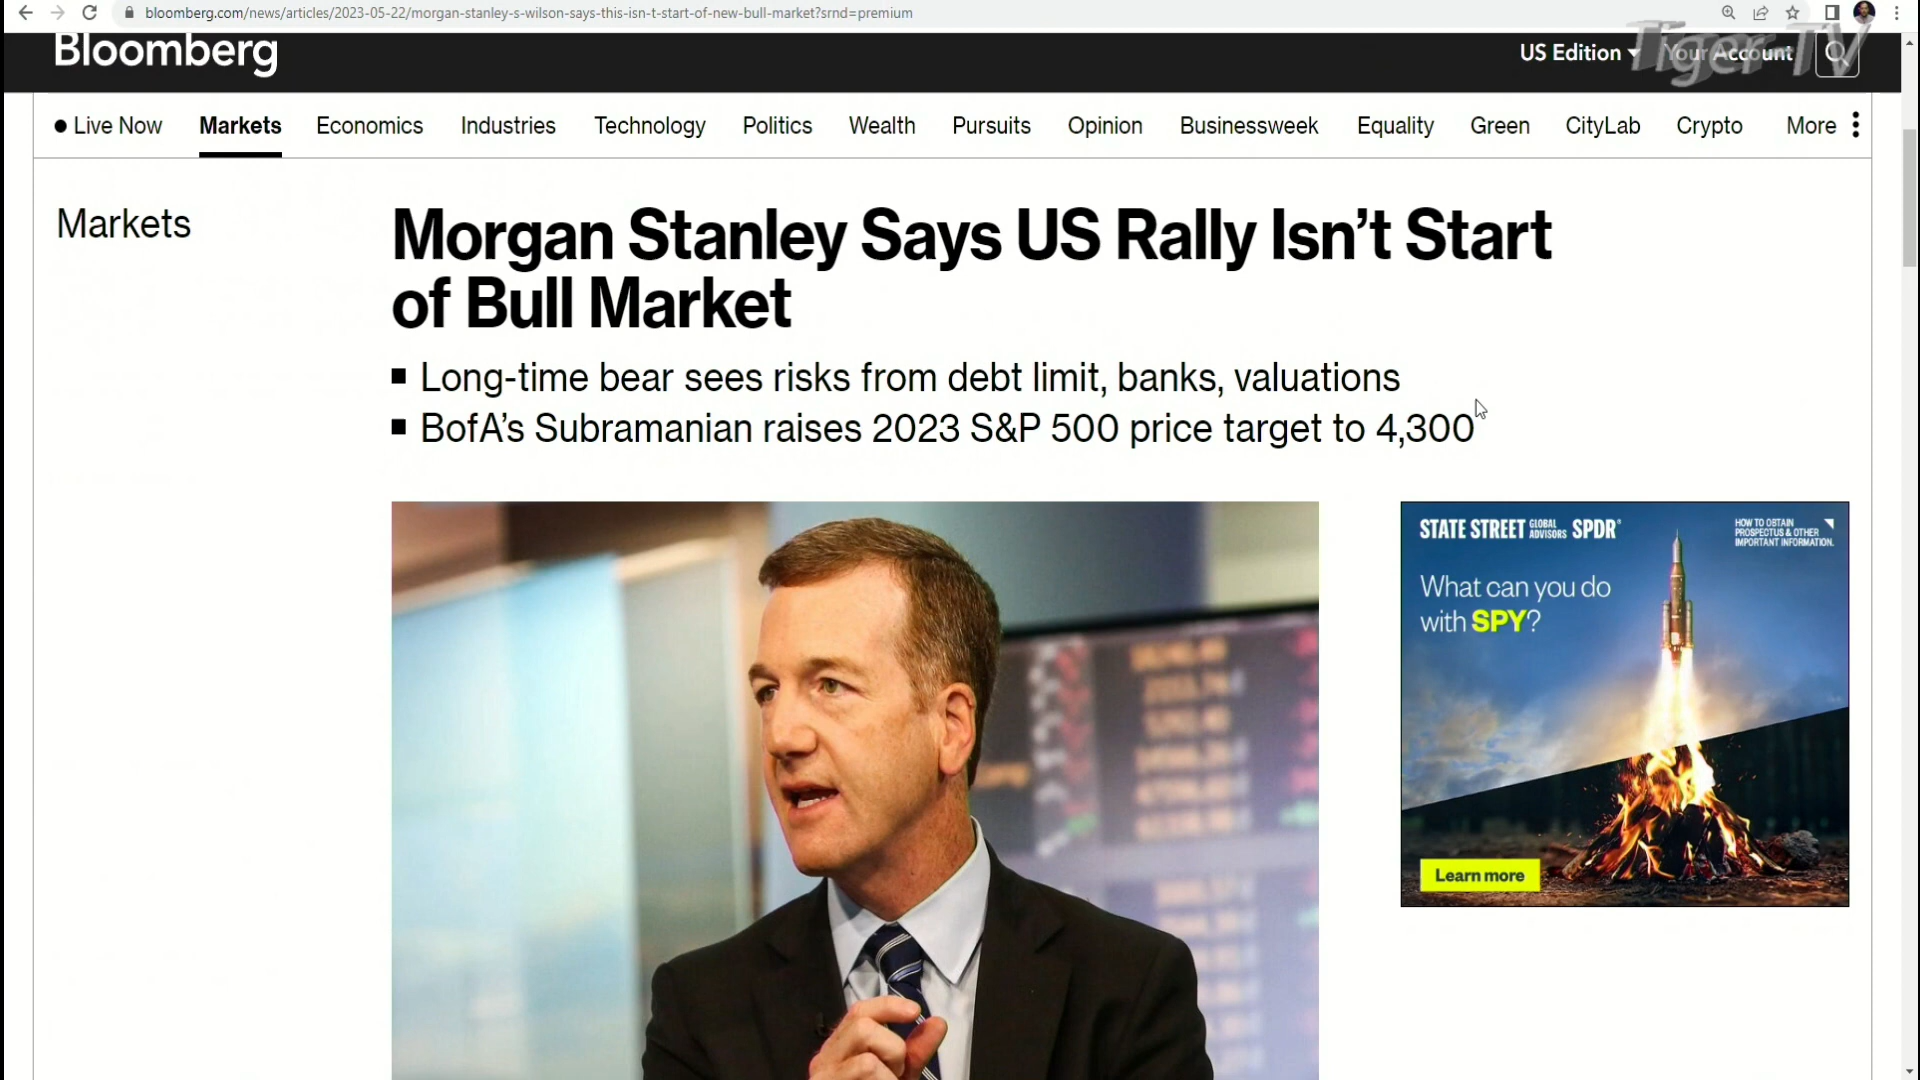 bloomberg.com/news/articles/2023-05-22/morgan-stanley-s-wilson-says-this-isn-t-start-of-new-bull-market?srnd=premium
Bloomberg
US Edition
Your Account
Tiger TV
Live Now Markets Economics Industries Technology Politics Wealth Pursuits Opinion Businessweek Equality Green CityLab Crypto More
Markets
Morgan Stanley Says US Rally Isn’t Start
of Bull Market
Long-time bear sees risks from debt limit, banks, valuations
BofA’s Subramanian raises 2023 S&P 500 price target to 4,300
STATE STREET GLOBAL ADVISORS SPDR®
HOW TO OBTAIN
PROSPECTUS & OTHER
IMPORTANT INFORMATION.
What can you do
with SPY?
Learn more